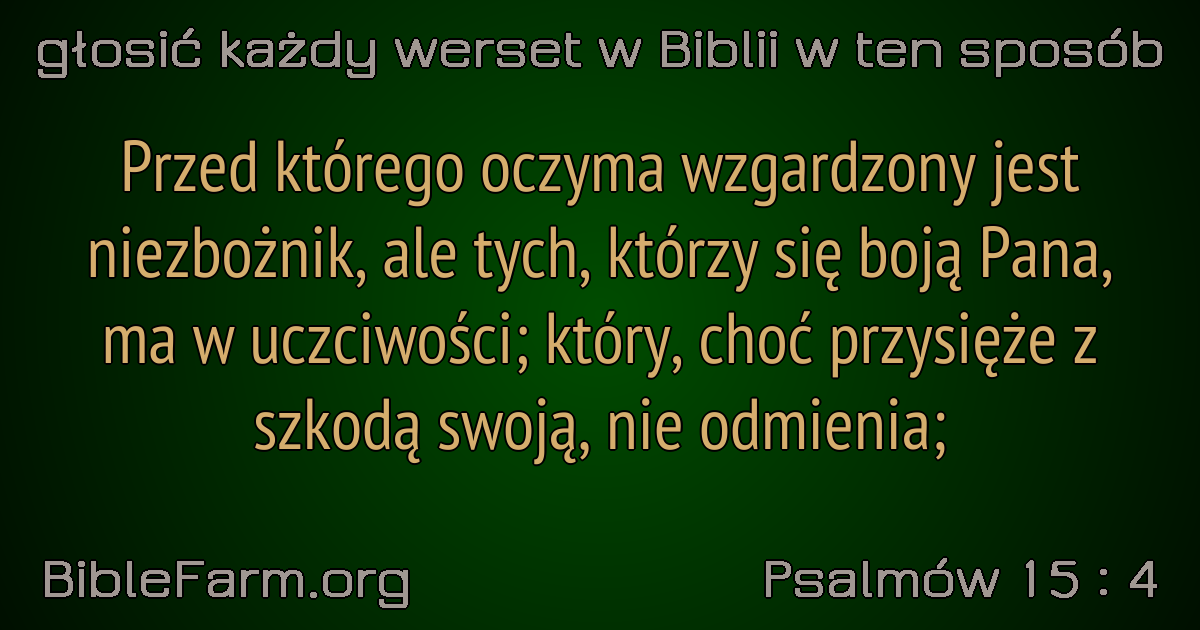 głosić każdy werset w Biblii w ten sposób
Przed którego oczyma wzgardzony jest
niezbożnik, ale tych, którzy się boją Pana,
ma w uczciwości; który, choć przysięże z
szkodą swoją, nie odmienia;
BibleFarm.org
Psalmów 15 : 4